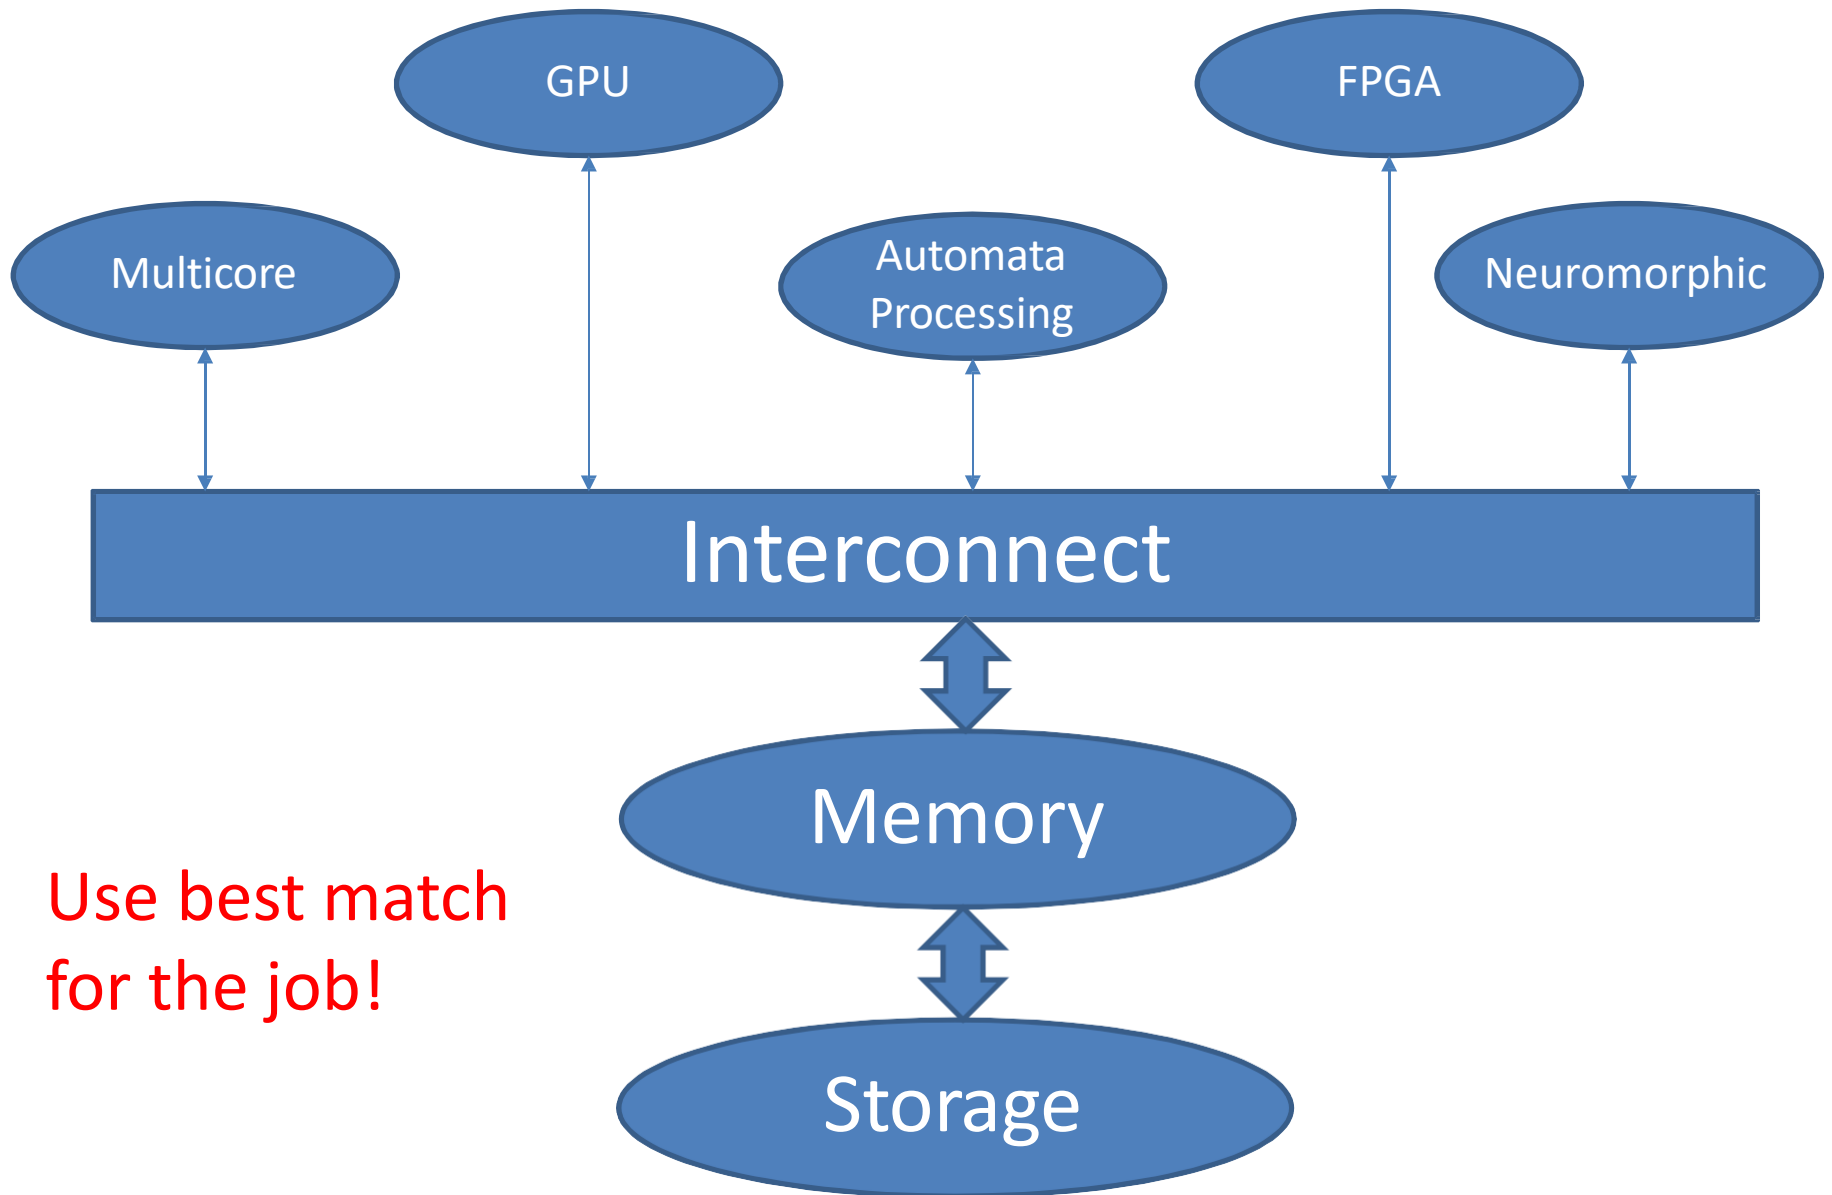 GPU
FPGA
Multicore
Automata
Processing
Neuromorphic
Interconnect
Memory
Use best match
for the job!
Storage